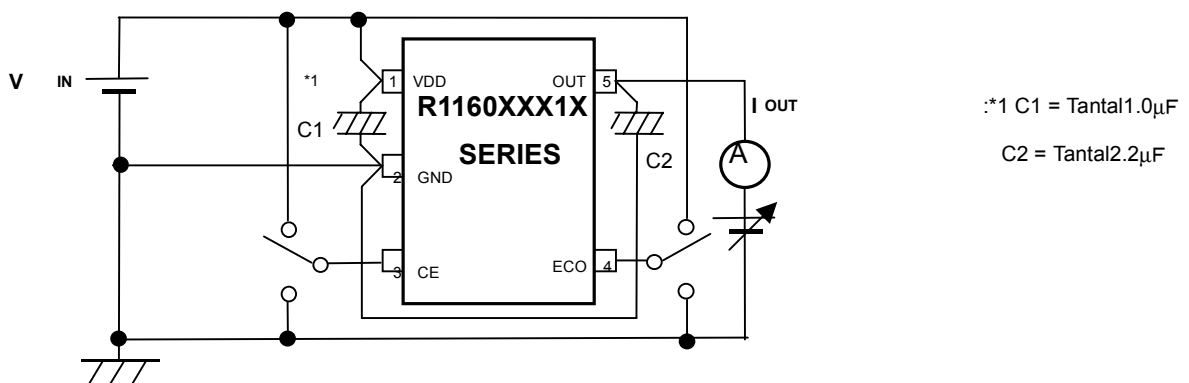 V IN
*1
C1
1 VDD
OUT 5
R1160XXX1X
SERIES
2 GND
C2
3 CE
ECO 4
I OUT
A
:*1 C1 = Tantal1.0μF
C2 = Tantal2.2μF